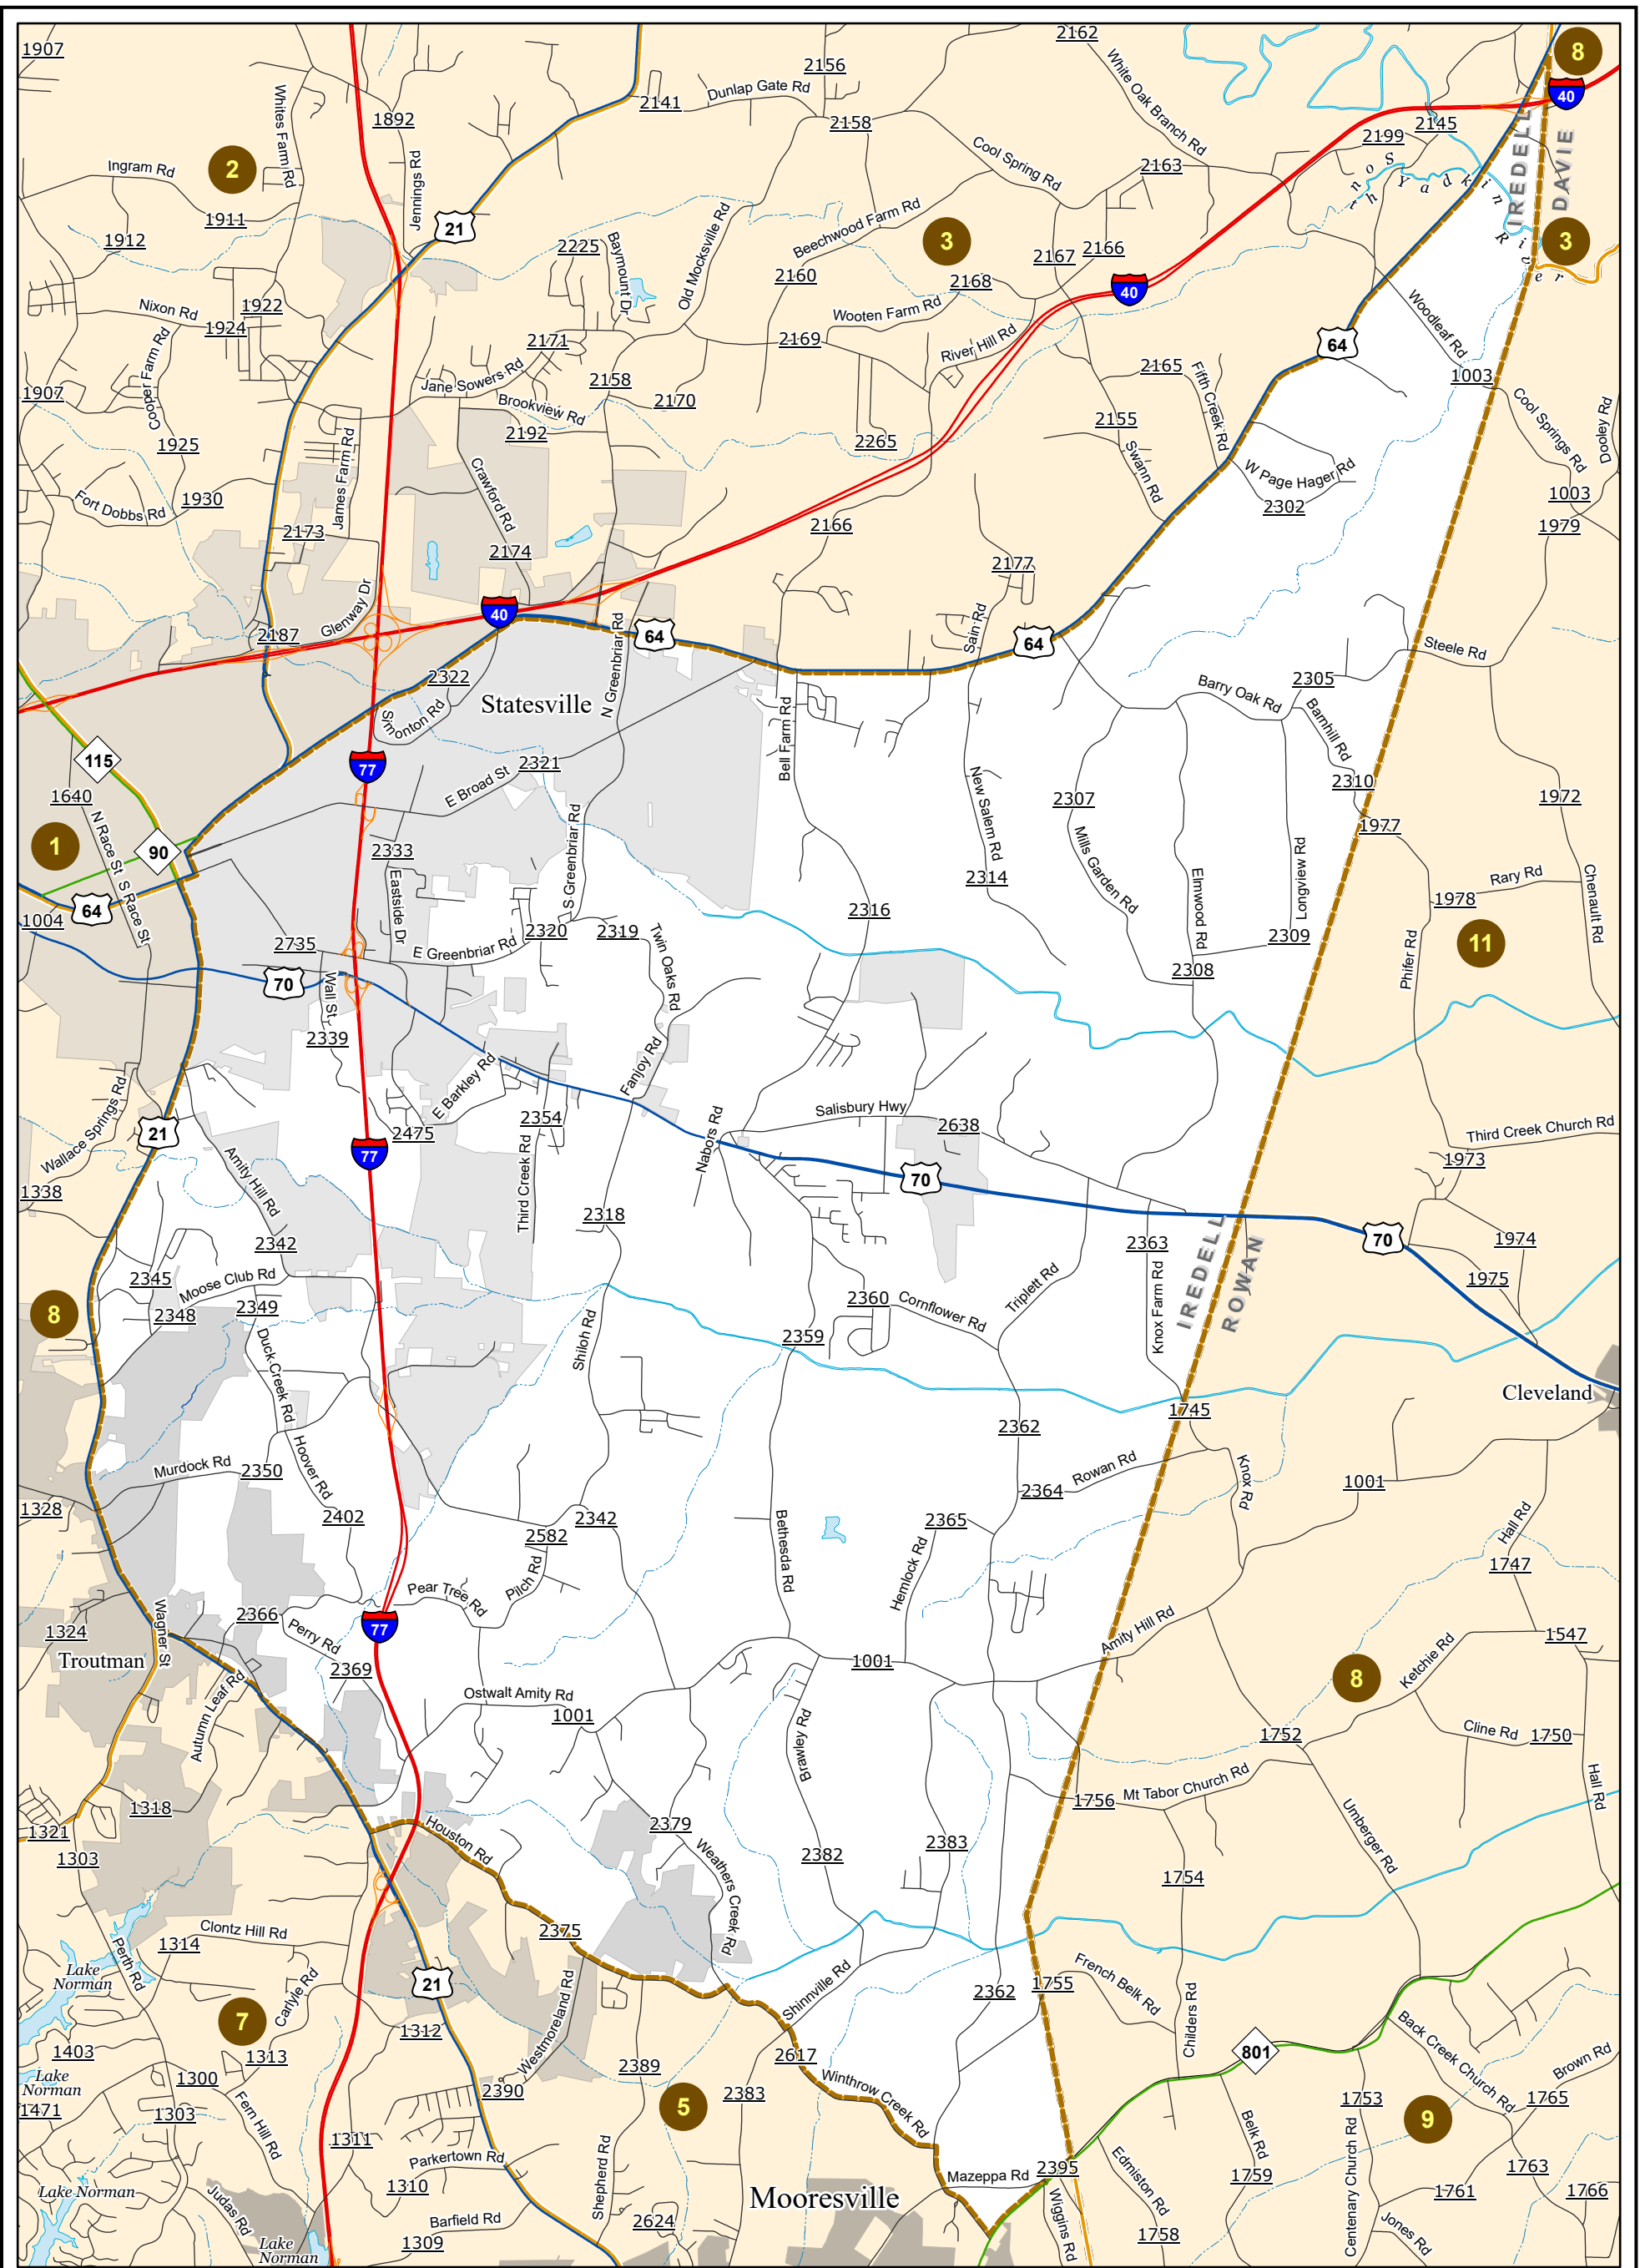 1907
2162
2156
8
40
Whites Farm Rd
1892
2141
Dunlap Gate Rd
White Oak Branch Rd
2158
2199
2145
Ingram Rd
2
Jennings Rd
Cool Spring Rd
2163
South Yadkin River
IREDELL
DAVIE
1911
21
1912
2225
Baymount Dr
Old Mocksville Rd
Beechwood Farm Rd
3
2167
2166
3
2160
2168
40
Nixon Rd
1922
1924
Wooten Farm Rd
Woodleaf Rd
Cooper Farm Rd
2171
2169
River Hill Rd
64
1907
Jane Sowers Rd
2158
2165
Fifth Creek Rd
1003
Brookview Rd
2170
2155
Cool Springs Rd
Dooley Rd
1925
James Farm Rd
2192
2265
Swann Rd
W Page Hager Rd
Fort Dobbs Rd
1930
Crawford Rd
2302
1003
2173
2174
2166
1979
2177
Glenway Dr
40
2187
N Greenbriar Rd
64
Sain Rd
64
Steele Rd
2322
Statesville
Simonton Rd
Barry Oak Rd
2305
Barnhill Rd
Bell Farm Rd
115
77
2321
E Broad St
New Salem Rd
2310
1640
2307
1972
N Race St
S Greenbriar Rd
1977
1
90
2333
Mills Garden Rd
Elmwood Rd
Longview Rd
Rary Rd
Chenault Rd
64
S Race St
Eastside Dr
2314
1978
1004
2316
2735
E Greenbriar Rd
2320
2319
Twin Oaks Rd
2309
Phifer Rd
11
70
Wall St
2308
2339
Fanjoy Rd
E Barkley Rd
Wallace Springs Rd
21
2475
2354
Nabors Rd
Salisbury Hwy
2638
Third Creek Church Rd
77
Third Creek Rd
1973
1338
Amity Hill Rd
70
2318
2342
2363
IREDELL
ROWAN
70
1974
2345
Moose Club Rd
1975
8
2348
2349
2360
Cornflower Rd
Triplett Rd
Knox Farm Rd
Duck Creek Rd
Shiloh Rd
2359
Cleveland
1745
2362
Murdock Rd
2350
Hoover Rd
2364
Rowan Rd
Knox Rd
1001
1328
2402
2342
2365
Hall Rd
2582
Bethesda Rd
Hemlock Rd
1747
Pilch Rd
Pear Tree Rd
Wagner St
2366
77
Amity Hill Rd
1324
Perry Rd
1547
Troutman
2369
1001
Ketchie Rd
8
Autumn Leaf Rd
Ostwalt Amity Rd
1001
Brawley Rd
1752
Cline Rd
1750
Mt Tabor Church Rd
Hall Rd
1318
1756
1321
Houston Rd
2379
Umberger Rd
1303
Weathers Creek Rd
2382
2383
1754
Clontz Hill Rd
2375
1314
Perth Rd
Lake
Norman
21
Carlyle Rd
Westmoreland Rd
Shinnville Rd
2362
1755
French Belk Rd
7
Childers Rd
1312
1403
1313
2617
801
Back Creek Church Rd
Brown Rd
Lake
Norman
1300
2389
Winthrow Creek Rd
2390
1471
1303
Fern Hill Rd
5
2383
1753
1765
9
Belk Rd
1311
Parkertown Rd
Shepherd Rd
Mazeppa Rd
2395
Edmiston Rd
Centenary Church Rd
1763
1310
1759
1761
1766
Lake Norman
Judas Rd
Mooresville
Barfield Rd
2624
Wiggins Rd
1758
Jones Rd
Lake
Norman
1309